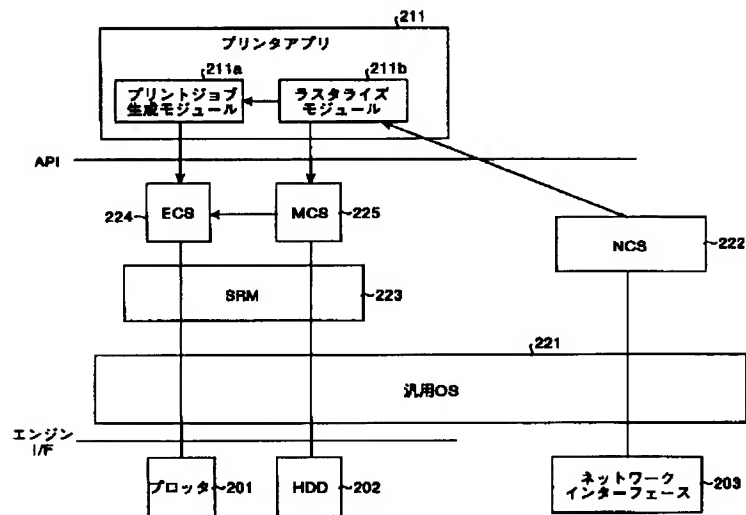 211
プリンタアプリ
211a
211b
プリントジョブ
生成モジュール
ラスタライズ
モジュール
API
224
ECS
MCS
225
NCS
222
SRM
223
221
汎用OS
エンジン
I/F
プロッタ
201
HDD
202
ネットワーク
インターフェース
203